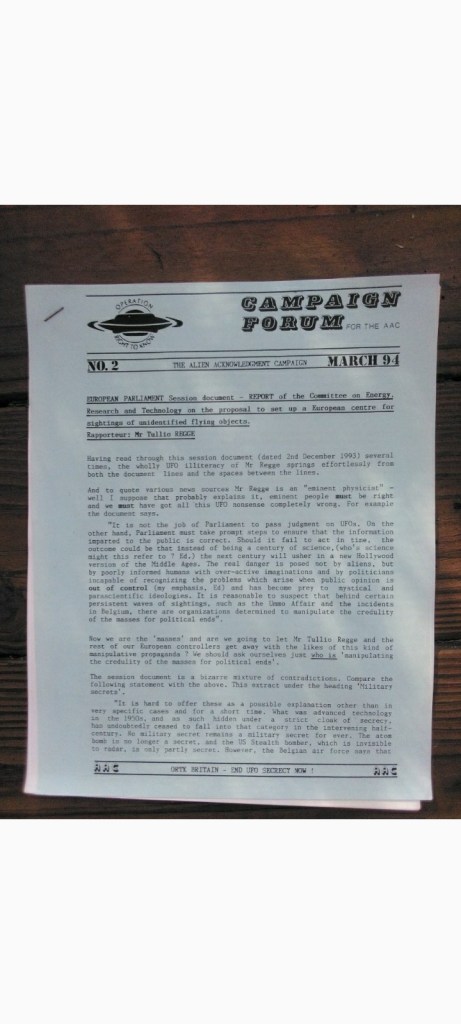 OPERATION
RIGHT TO KNOW
CAMPAIGN
FORUM FOR THE AAC
NO. 2 THE ALIEN ACKNOWLEDGMENT CAMPAIGN MARCH 94
EUROPEAN PARLIAMENT Session document - REPORT of the Committee on Energy,
Research and Technology on the proposal to set up a European centre for
sightings of unidentified flying objects.
Rapporteur: Mr Tullio REGGE
Having read through this session document (dated 2nd December 1993) several
times, the wholly UFO illiteracy of Mr Regge springs effortlessly from
both the document lines and the spaces between the lines.
And to quote various news sources Mr Regge is an "eminent physicist" -
well I suppose that probably explains it, eminent people must be right
and we must have got all this UFO nonsense completely wrong. For example
the document says,
"It is not the job of Parliament to pass judgment on UFOs. On the
other hand, Parliament must take prompt steps to ensure that the information
imparted to the public is correct. Should it fail to act in time, the
outcome could be that instead of being a century of science,(who's science
might this refer to ? Ed.) the next century will usher in a new Hollywood
version of the Middle Ages. The real danger is posed not by aliens, but
by poorly informed humans with over-active imaginations and by politicians
incapable of recognizing the problems which arise when public opinion is
out of control (my emphasis, Ed) and has become prey to mystical and
parascientific ideologies. It is reasonable to suspect that behind certain
persistent waves of sightings, such as the Ummo Affair and the incidents
in Belgium, there are organizations determined to manipulate the credulity
of the masses for political ends".
Now we are the 'masses' and are we going to let Mr Tullio Regge and the
rest of our European controllers get away with the likes of this kind of
manipulative propaganda ? We should ask ourselves just who is 'manipulating
the credulity of the masses for political ends'.
The session document is a bizarre mixture of contradictions. Compare the
following statement with the above. This extract under the heading 'Military
secrets'.
"It is hard to offer these as a possible explanation other than in
very specific cases and for a short time. What was advanced technology
in the 1950s, and as such hidden under a strict cloak of secrecy,
has undoubtedly ceased to fall into that category in the intervening half-
century. No military secret remains a military secret for ever. The atom
bomb is no longer a secret, and the US Stealth bomber, which is invisible
to radar, is only partly secret. However, the Belgian air force says that
AAC ORTK BRITAIN - END UFO SECRECY NOW ! AAC